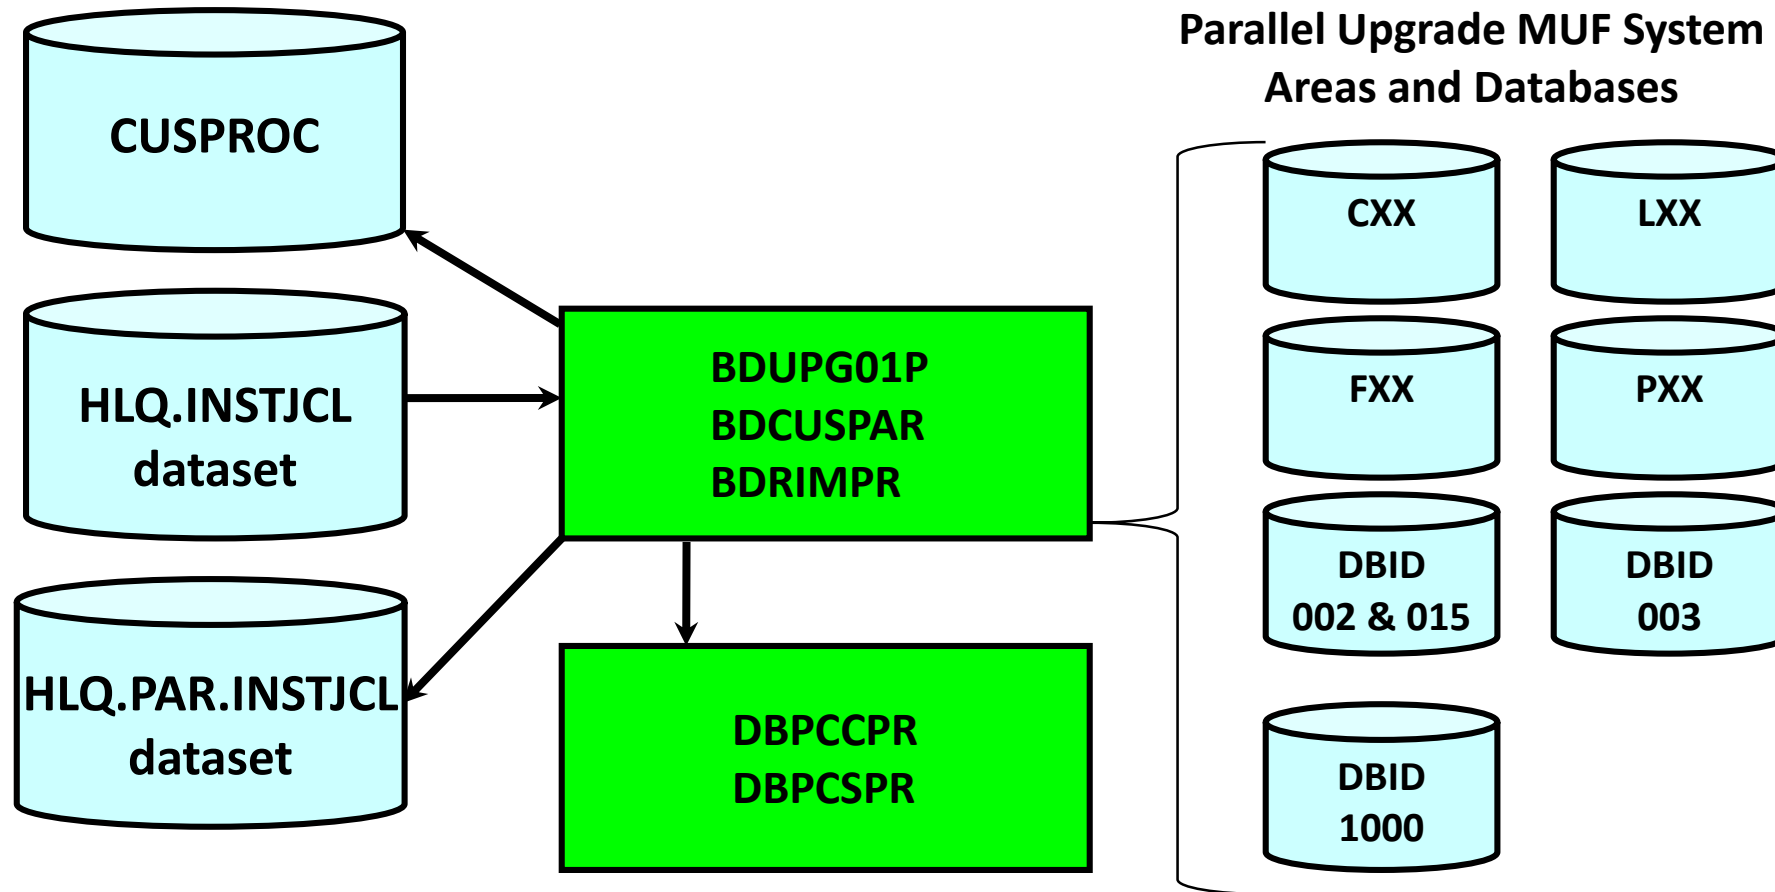 Parallel Upgrade MUF System
Areas and Databases
CUSPROC
HLQ.INSTJCL
dataset
HLQ.PAR.INSTJCL
dataset
BDUPG01P
BDCUSPAR
BDRIMPR
DBPCCPR
DBPCSPR
CXX
LXX
FXX
PXX
DBID
002 & 015
DBID
003
DBID
1000